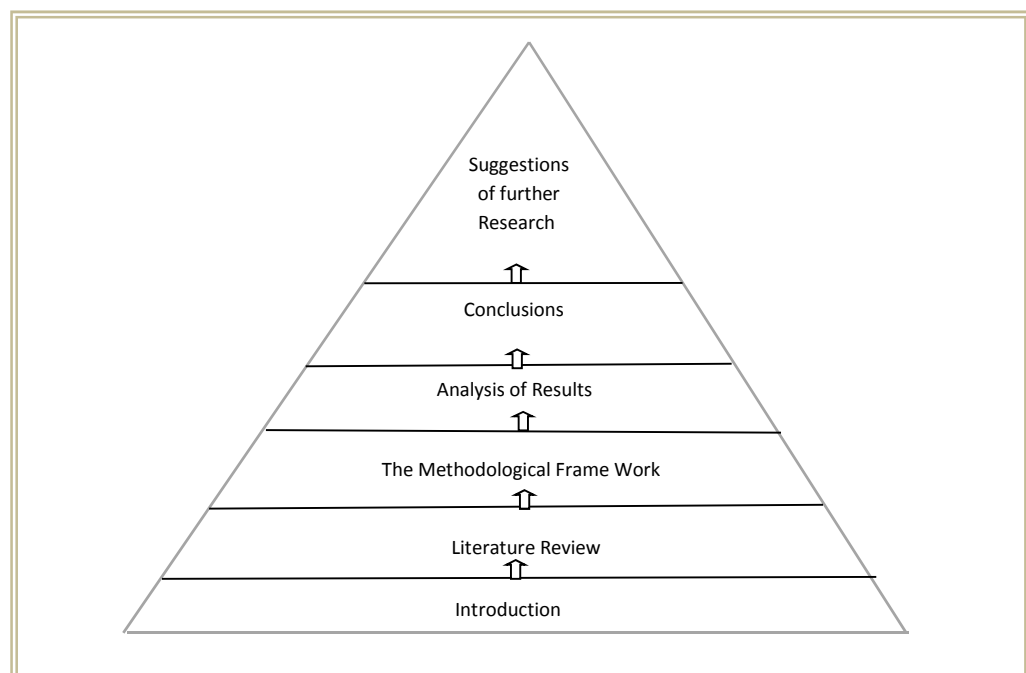 Suggestions
of further
Research
Conclusions
Analysis of Results
The Methodological Frame Work
Literature Review
Introduction